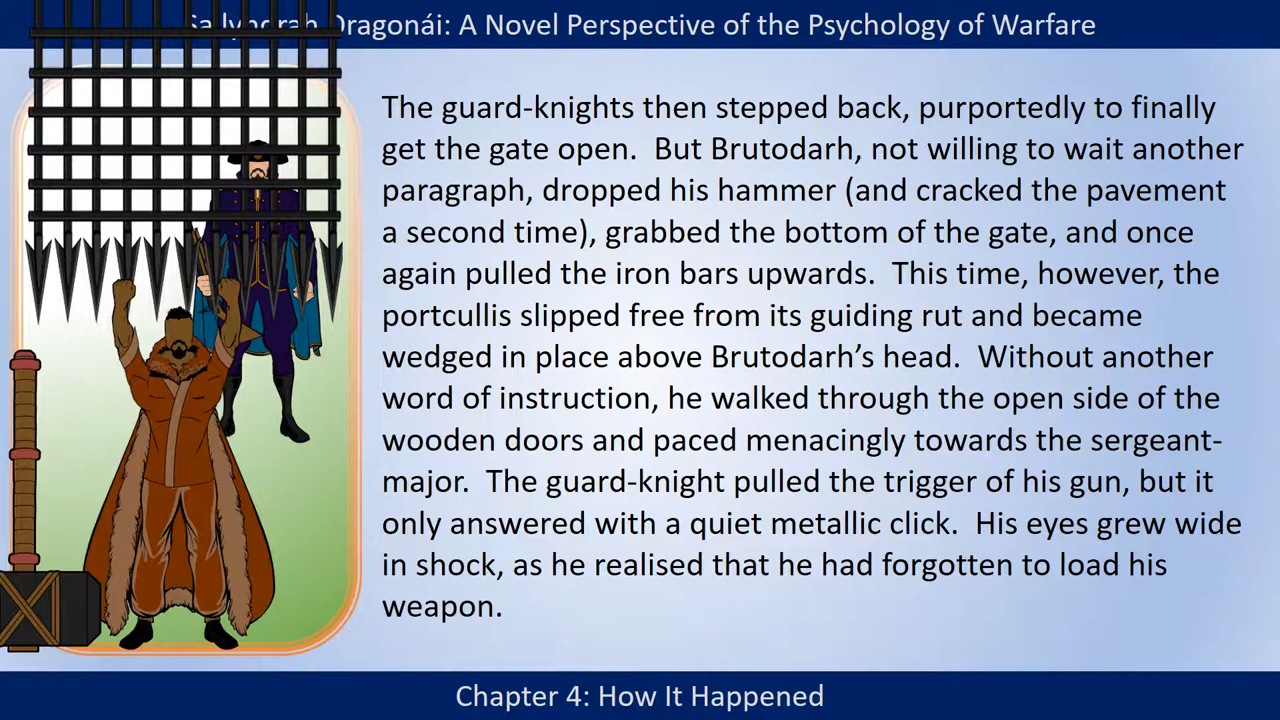 Dragonái: A Novel Perspective of the Psychology of Warfare
The guard-knights then stepped back, purportedly to finally
get the gate open.  But Brutodarh, not willing to wait another
paragraph, dropped his hammer (and cracked the pavement
a second time), grabbed the bottom of the gate, and once
again pulled the iron bars upwards.  This time, however, the
portcullis slipped free from its guiding rut and became
wedged in place above Brutodarh’s head.  Without another
word of instruction, he walked through the open side of the
wooden doors and paced menacingly towards the sergeant-
major.  The guard-knight pulled the trigger of his gun, but it
only answered with a quiet metallic click.  His eyes grew wide
in shock, as he realised that he had forgotten to load his
weapon.
Chapter 4: How It Happened